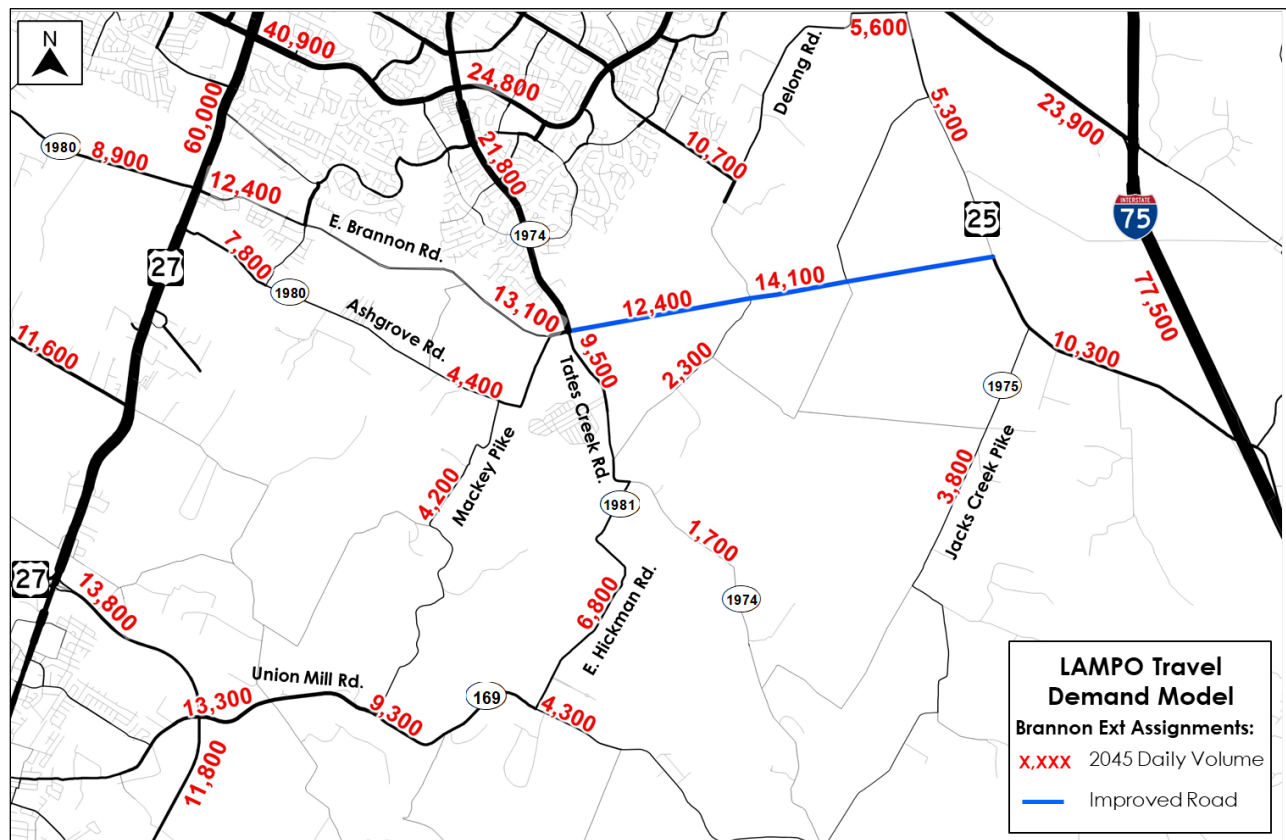 N
40,900
24,800
5,600
Delong Rd.
5,300
23,900
60,000
1980
8,900
21,800
10,700
12,400
E. Brannon Rd.
1974
25
INTERSTATE
75
27
7,800
1980
14,100
12,400
77,500
Ashgrove Rd.
13,100
11,600
4,400
9,500
Tates Creek Rd.
2,300
10,300
1975
Mackey Pike
4,200
1981
3,800
Jacks Creek Pike
1,700
27
13,800
6,800
E. Hickman Rd.
1974
Union Mill Rd.
13,300
9,300
169
4,300
11,800
LAMPO Travel
Demand Model
Brannon Ext Assignments:
X,XXX 2045 Daily Volume
Improved Road